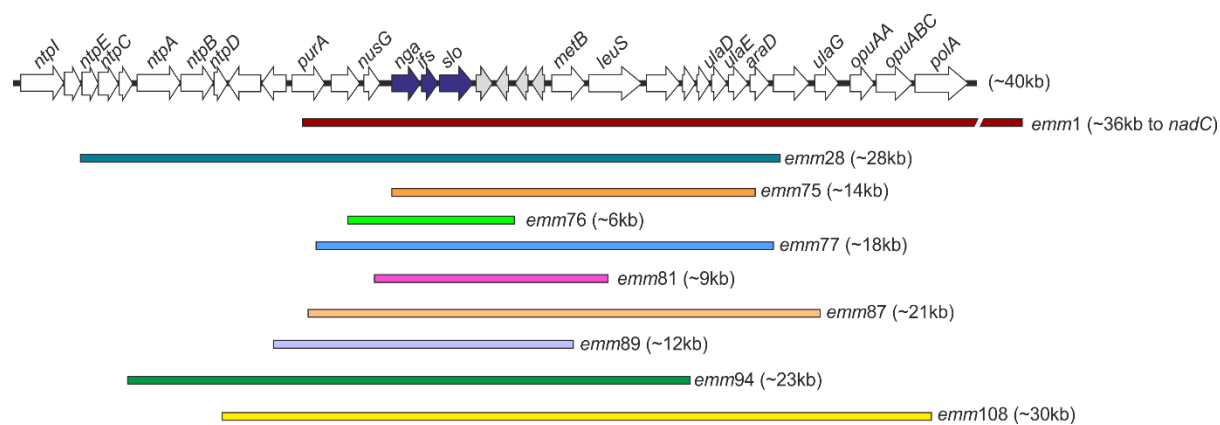 ntpI ntpE ntpC ntpA ntpB ntpD purA nusG nga ifs slo metB leuS ulaD ulaE araD ulaG opuAA opuABC polA
(~40kb)
emm1 (~36kb to nadC)
emm28 (~28kb)
emm75 (~14kb)
emm76 (~6kb)
emm77 (~18kb)
emm81 (~9kb)
emm87 (~21kb)
emm89 (~12kb)
emm94 (~23kb)
emm108 (~30kb)